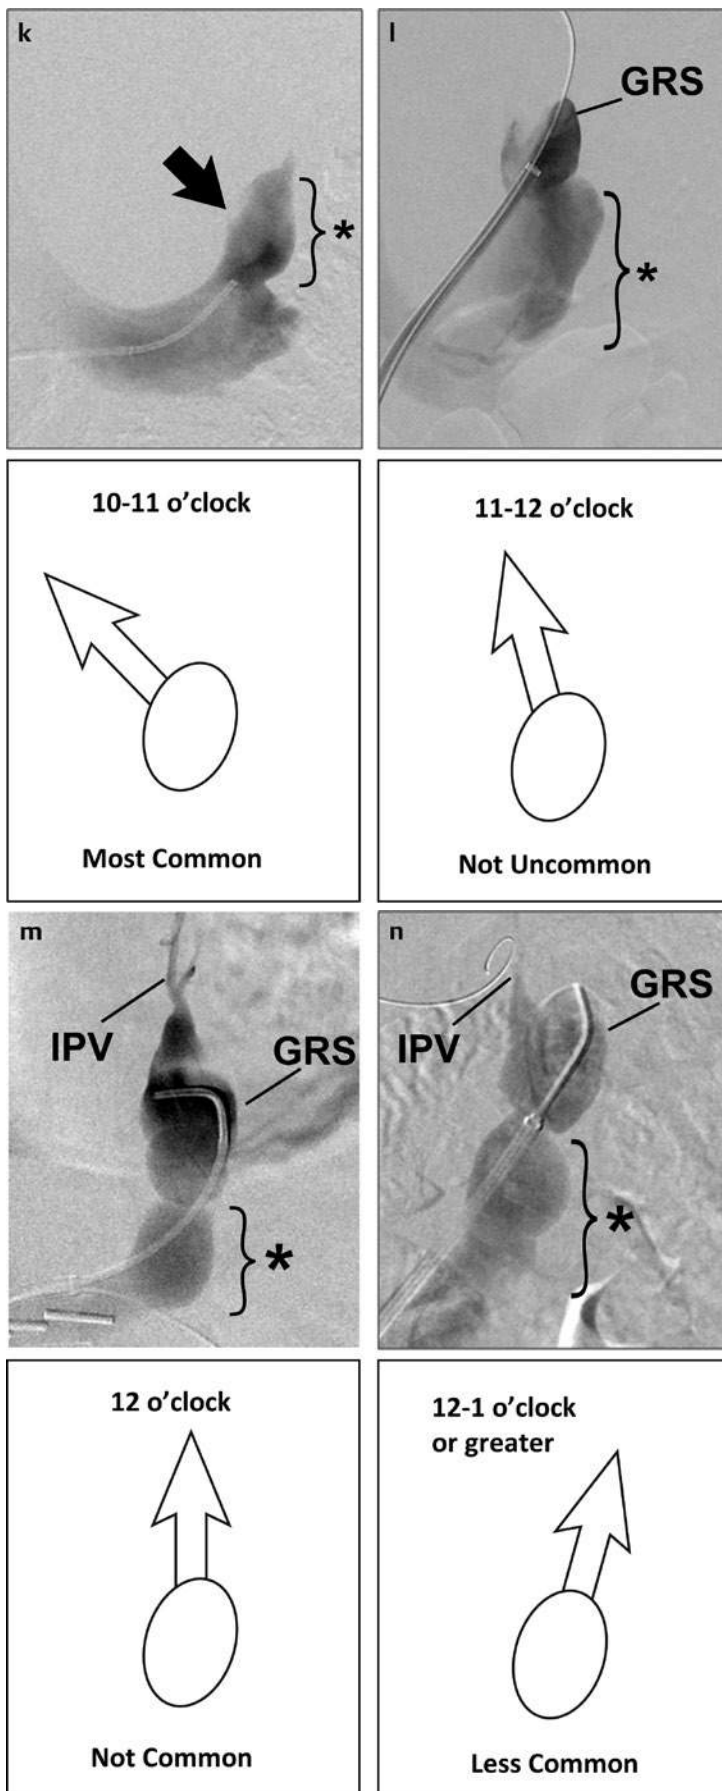 k
*
l
GRS
*
10-11 o’clock
Most Common
11-12 o’clock
Not Uncommon
m
IPV
GRS
*
n
IPV
GRS
*
12 o’clock
Not Common
12-1 o’clock
or greater
Less Common